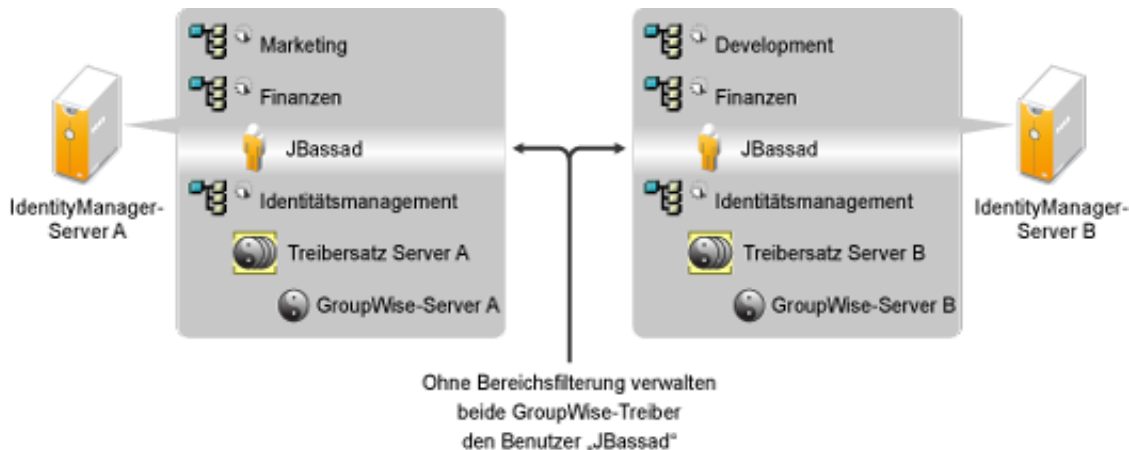 Marketing
Finanzen
JBassad
Identitätsmanagement
Treibersatz Server A
GroupWise-Server A
IdentityManager-
Server A
Development
Finanzen
JBassad
Identitätsmanagement
Treibersatz Server B
GroupWise-Server B
IdentityManager-
Server B
Ohne Bereichsfilterung verwalten
beide GroupWise-Treiber
den Benutzer „JBassad“